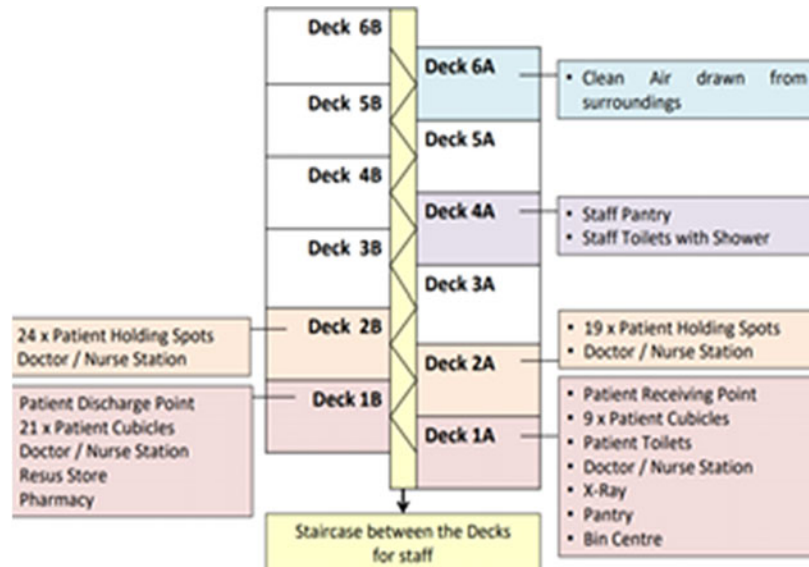 Deck 6B
Deck 5B
Deck 4B
Deck 3B
Deck 2B
Deck 1B
Deck 6A
Deck 5A
Deck 4A
Deck 3A
Deck 2A
Deck 1A
24 x Patient Holding Spots
Doctor / Nurse Station
Patient Discharge Point
21 x Patient Cubicles
Doctor / Nurse Station
Resus Store
Pharmacy
▪ Clean Air drawn from
surroundings
▪ Staff Pantry
▪ Staff Toilets with Shower
▪ 19 x Patient Holding Spots
▪ Doctor / Nurse Station
▪ Patient Receiving Point
▪ 9 x Patient Cubicles
▪ Patient Toilets
▪ Doctor / Nurse Station
▪ X-Ray
▪ Pantry
▪ Bin Centre
Staircase between the Decks
for staff